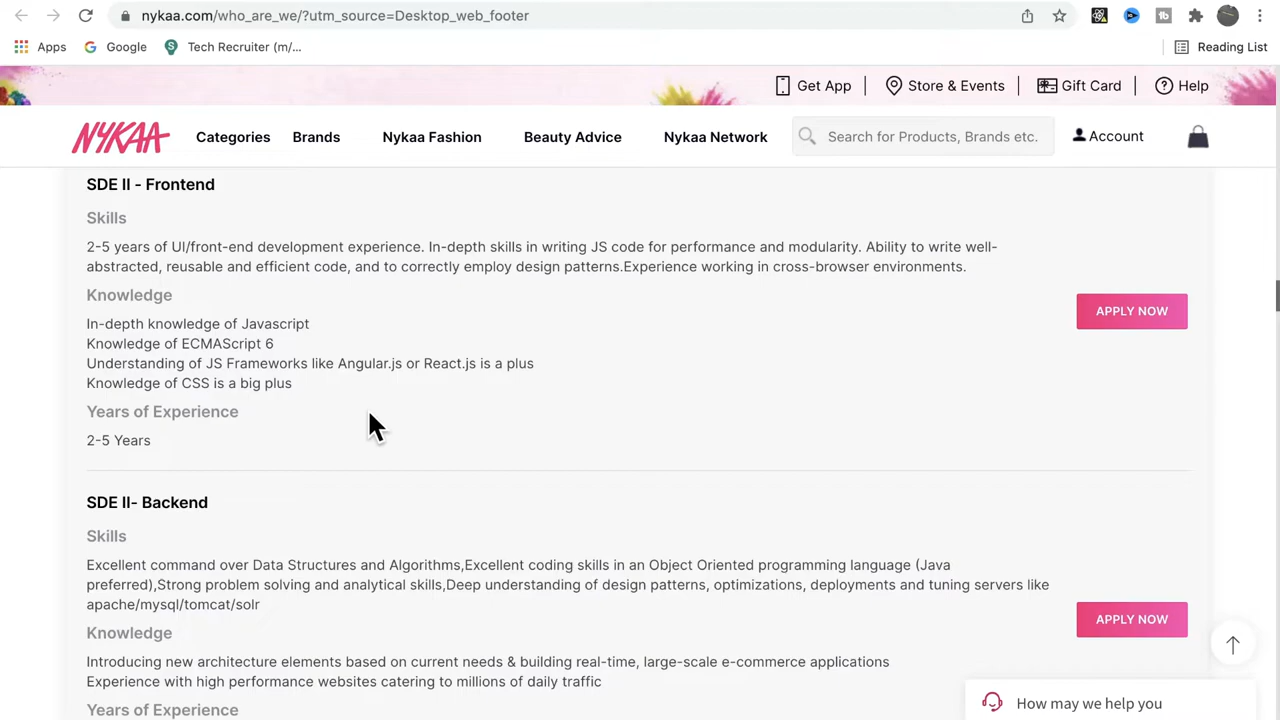 nykaa.com/who_are_we/?utm_source=Desktop_web_footer
Apps
Google
Tech Recruiter (m/...
Reading List
Get App
Store & Events
Gift Card
Help
NYKAA
Categories
Brands
Nykaa Fashion
Beauty Advice
Nykaa Network
Search for Products, Brands etc.
Account
SDE II - Frontend
Skills
2-5 years of UI/front-end development experience. In-depth skills in writing JS code for performance and modularity. Ability to write well-
abstracted, reusable and efficient code, and to correctly employ design patterns.Experience working in cross-browser environments.
Knowledge
In-depth knowledge of Javascript
Knowledge of ECMAScript 6
Understanding of JS Frameworks like Angular.js or React.js is a plus
Knowledge of CSS is a big plus
Years of Experience
2-5 Years
APPLY NOW
SDE II- Backend
Skills
Excellent command over Data Structures and Algorithms,Excellent coding skills in an Object Oriented programming language (Java
preferred),Strong problem solving and analytical skills,Deep understanding of design patterns, optimizations, deployments and tuning servers like
apache/mysql/tomcat/solr
Knowledge
Introducing new architecture elements based on current needs & building real-time, large-scale e-commerce applications
Experience with high performance websites catering to millions of daily traffic
Years of Experience
APPLY NOW
How may we help you